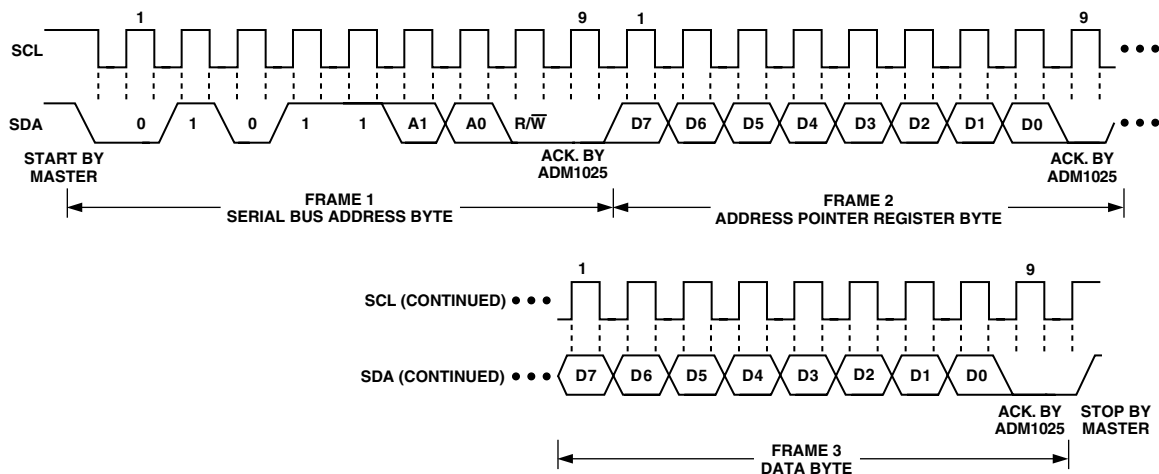 1 9 1 9
SCL
SDA 0 1 0 1 1 A1 A0 R/W̅ D7 D6 D5 D4 D3 D2 D1 D0
START BY
MASTER
ACK. BY
ADM1025
ACK. BY
ADM1025
FRAME 1
SERIAL BUS ADDRESS BYTE
FRAME 2
ADDRESS POINTER REGISTER BYTE
1 9
SCL (CONTINUED)
SDA (CONTINUED) D7 D6 D5 D4 D3 D2 D1 D0
ACK. BY
ADM1025
STOP BY
MASTER
FRAME 3
DATA BYTE